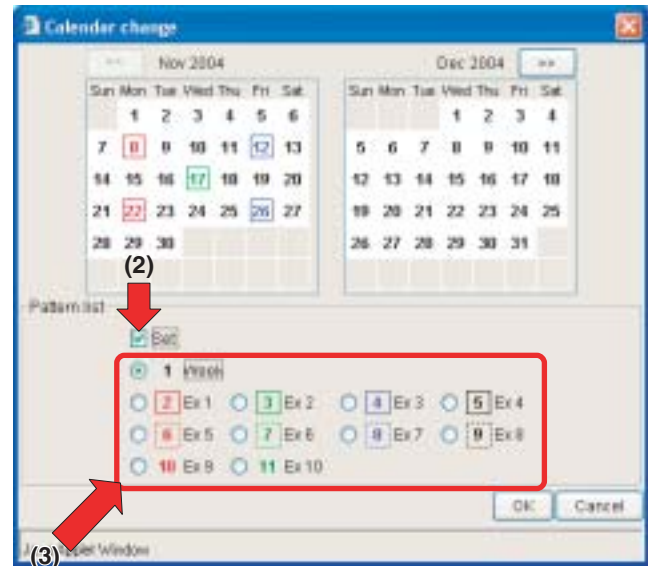 Calendar change
<< Nov 2004 Dec 2004 >>
Sun Mon Tue Wed Thu Fri Sat Sun Mon Tue Wed Thu Fri Sat
1 2 3 4 5 6 1 2 3 4
7 8 9 10 11 12 13 5 6 7 8 9 10 11
14 15 16 17 18 19 20 12 13 14 15 16 17 18
21 22 23 24 25 26 27 19 20 21 22 23 24 25
28 29 30 26 27 28 29 30 31
(2)
Pattern list
Set
1 Week
2 Ex 1 3 Ex 2 4 Ex 3 5 Ex 4
6 Ex 5 7 Ex 6 8 Ex 7 9 Ex 8
10 Ex 9 11 Ex 10
OK Cancel
(3) Window